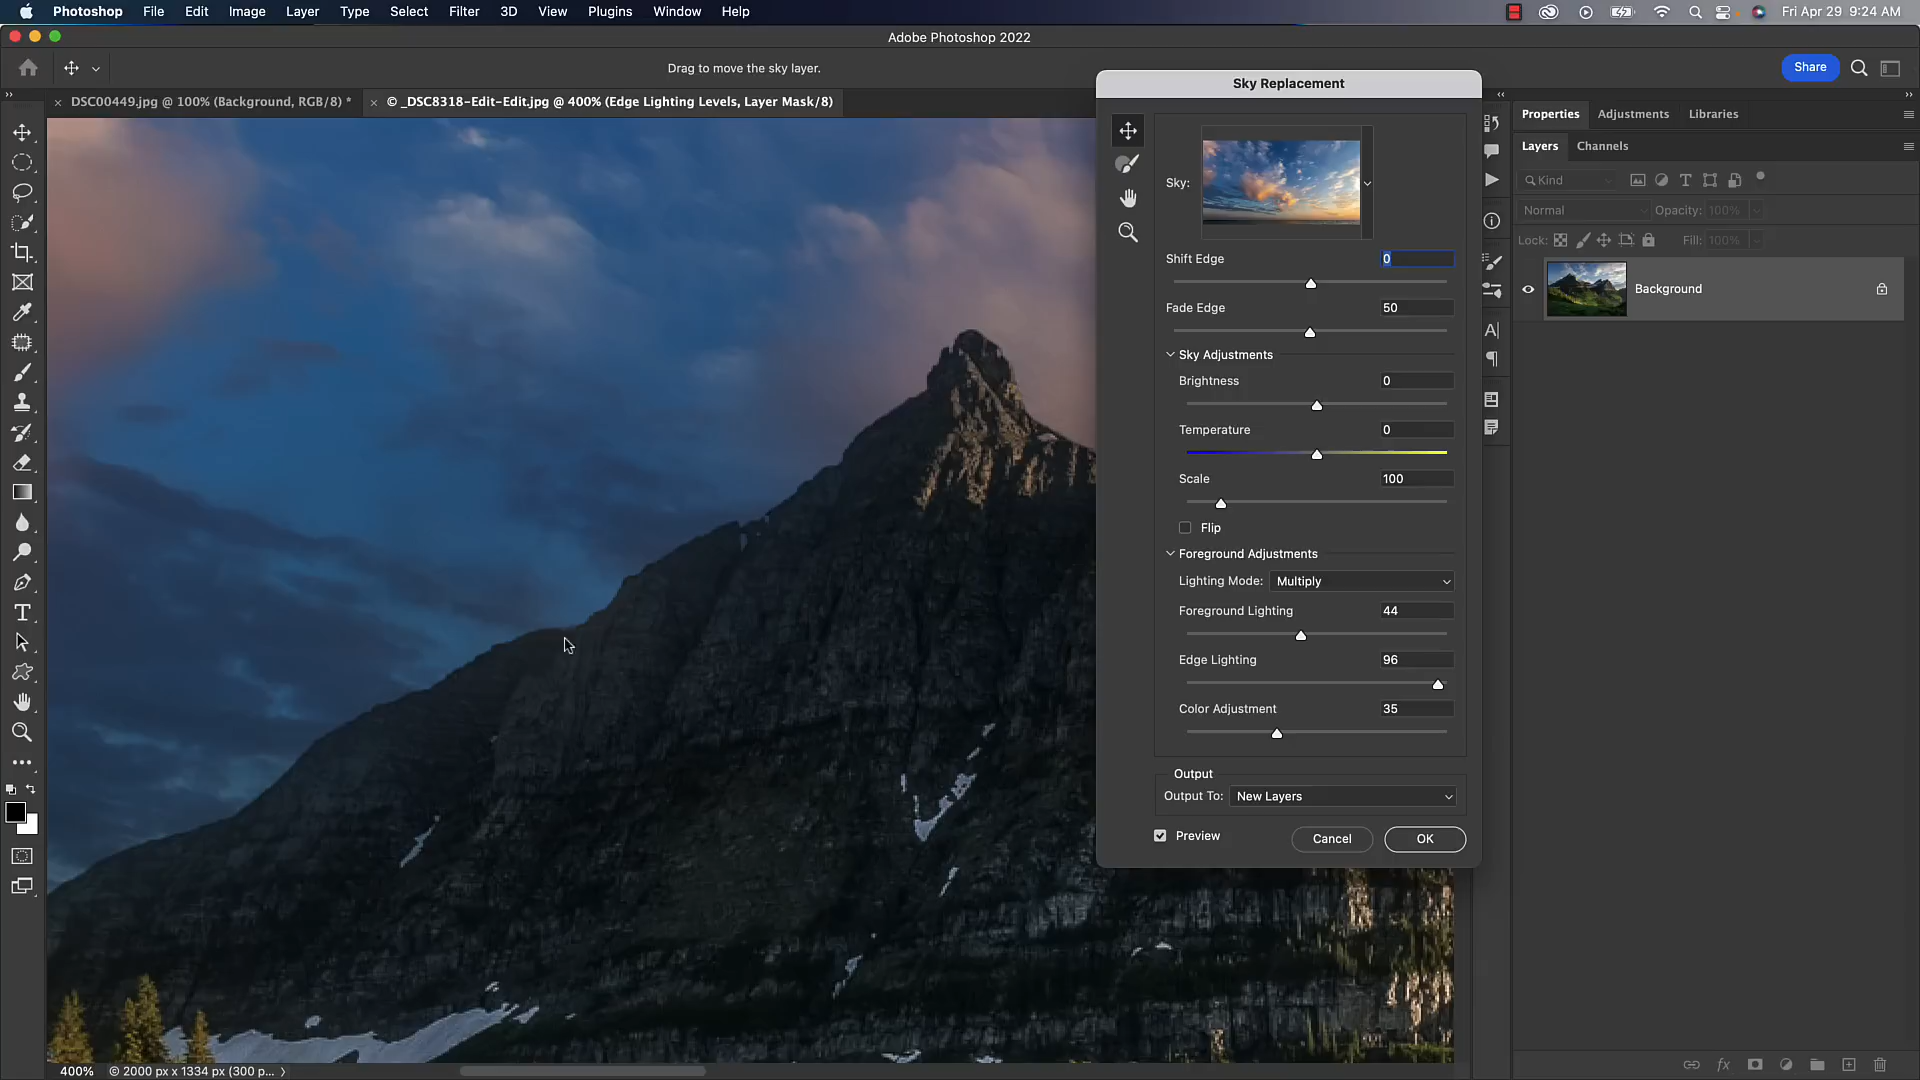 Photoshop File Edit Image Layer Type Select Filter 3D View Plugins Window Help Fri Apr 29 9:24 AM
Adobe Photoshop 2022
Drag to move the sky layer. Share
× DSC00449.jpg @ 100% (Background, RGB/8) * × © _DSC8318-Edit-Edit.jpg @ 400% (Edge Lighting Levels, Layer Mask/8)
Sky Replacement
Sky:
Shift Edge 0
Fade Edge 50
Sky Adjustments
Brightness 0
Temperature 0
Scale 100
Flip
Foreground Adjustments
Lighting Mode: Multiply
Foreground Lighting 44
Edge Lighting 96
Color Adjustment 35
Output
Output To: New Layers
Preview Cancel OK
Properties Adjustments Libraries
Layers Channels
Kind
Normal Opacity: 100%
Lock: Fill: 100%
Background
400% © 2000 px x 1334 px (300 p...